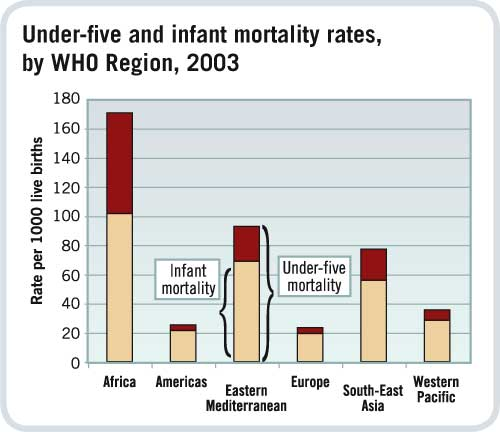 Under-five and infant mortality rates,
by WHO Region, 2003
Rate per 1000 live births
180
160
140
120
100
80
60
40
20
0
Infant
mortality
Under-five
mortality
Africa
Americas
Eastern
Mediterranean
Europe
South-East
Asia
Western
Pacific